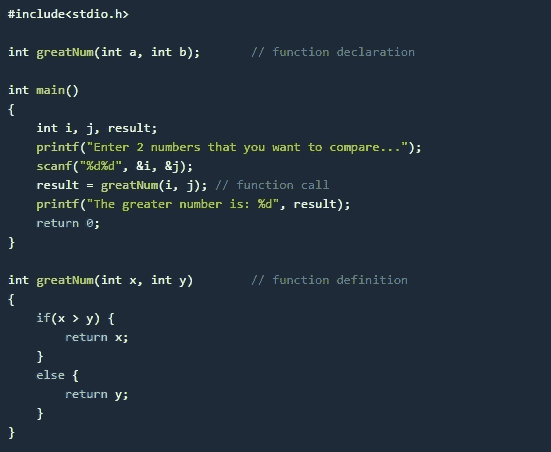 #include<stdio.h>
int greatNum(int a, int b);       // function declaration
int main()
{
    int i, j, result;
    printf("Enter 2 numbers that you want to compare...");
    scanf("%d%d", &i, &j);
    result = greatNum(i, j); // function call
    printf("The greater number is: %d", result);
    return 0;
}
int greatNum(int x, int y)        // function definition
{
    if(x > y) {
        return x;
    }
    else {
        return y;
    }
}